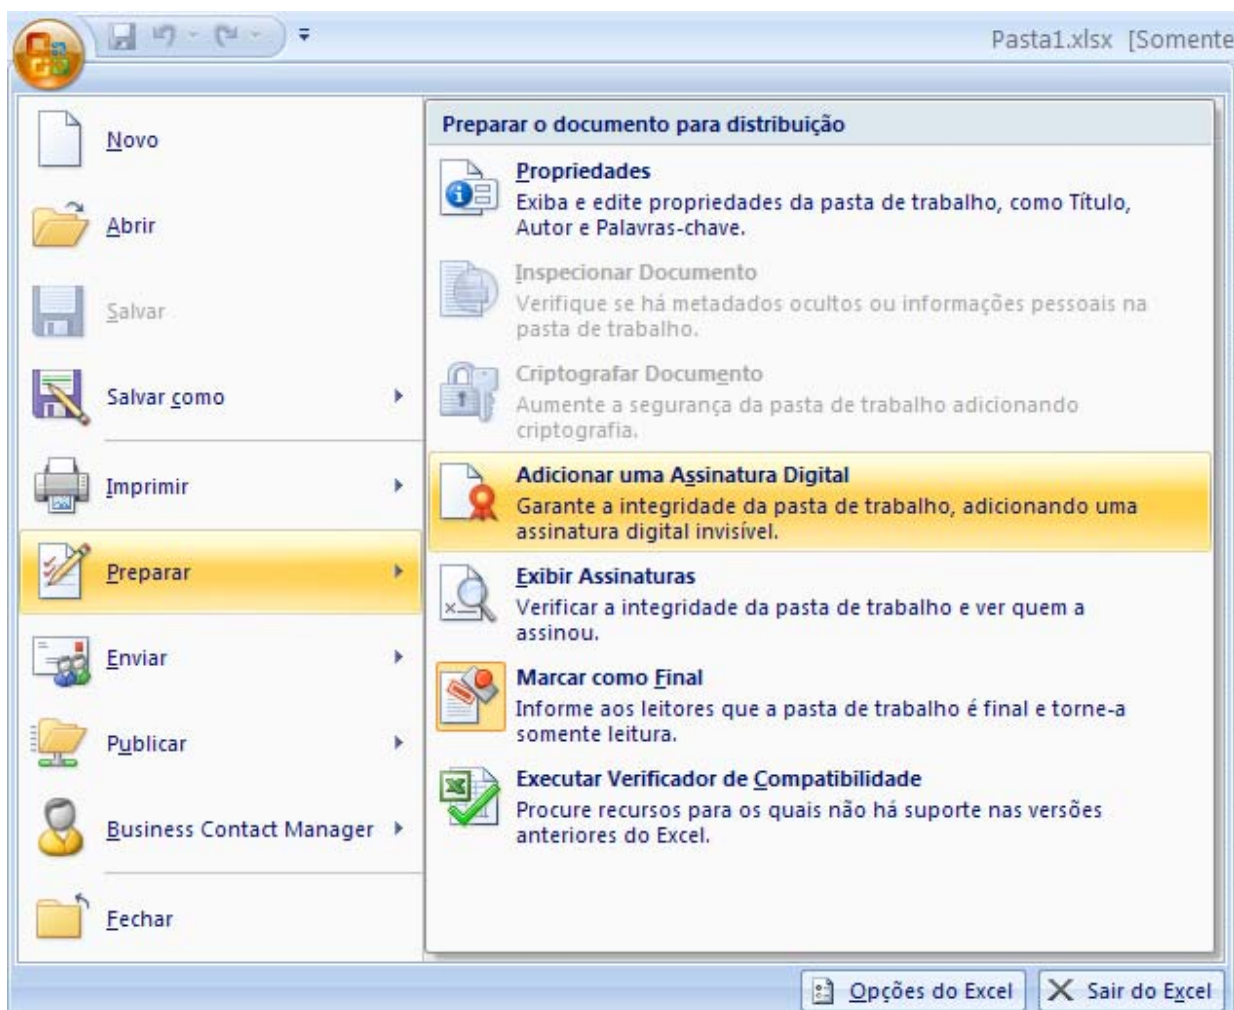 Pasta1.xlsx [Somente
Novo
Abrir
Salvar
Salvar como
Imprimir
Preparar
Enviar
Publicar
Business Contact Manager
Fechar
Preparar o documento para distribuição
Propriedades
Exiba e edite propriedades da pasta de trabalho, como Título,
Autor e Palavras-chave.
Inspecionar Documento
Verifique se há metadados ocultos ou informações pessoais na
pasta de trabalho.
Criptografar Documento
Aumente a segurança da pasta de trabalho adicionando
criptografia.
Adicionar uma Assinatura Digital
Garante a integridade da pasta de trabalho, adicionando uma
assinatura digital invisível.
Exibir Assinaturas
Verificar a integridade da pasta de trabalho e ver quem a
assinou.
Marcar como Final
Informe aos leitores que a pasta de trabalho é final e torne-a
somente leitura.
Executar Verificador de Compatibilidade
Procure recursos para os quais não há suporte nas versões
anteriores do Excel.
Opções do Excel
Sair do Excel